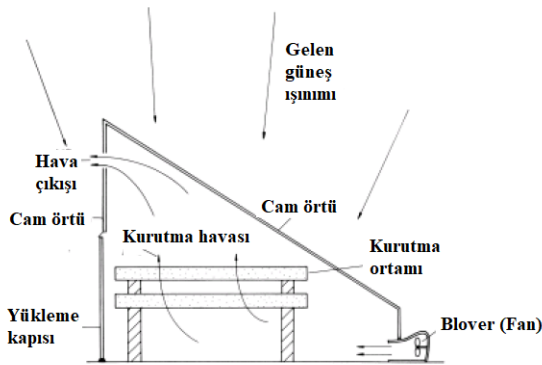 Gelen
güneş
ışınımı
Hava
çıkışı
Cam örtü
Cam örtü
Kurutma havası
Kurutma
ortamı
Yükleme
kapısı
Blover (Fan)